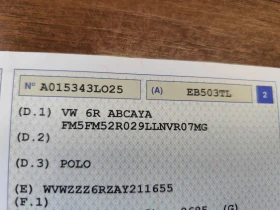 Nº A015343LO25 (A) EB503TL 2
(D.1) VW 6R ABCAYA
FM5FM52R029LLNVR07MG
(D.2)
(D.3) POLO
(E) WVWZZZ6RZAY211655
(F.1)
(G)